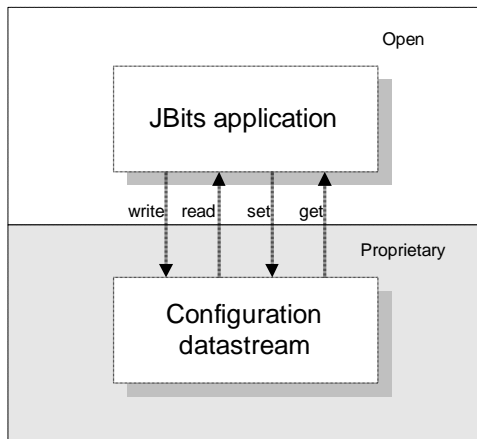 Open
JBits application
write read set get
Proprietary
Configuration
datastream